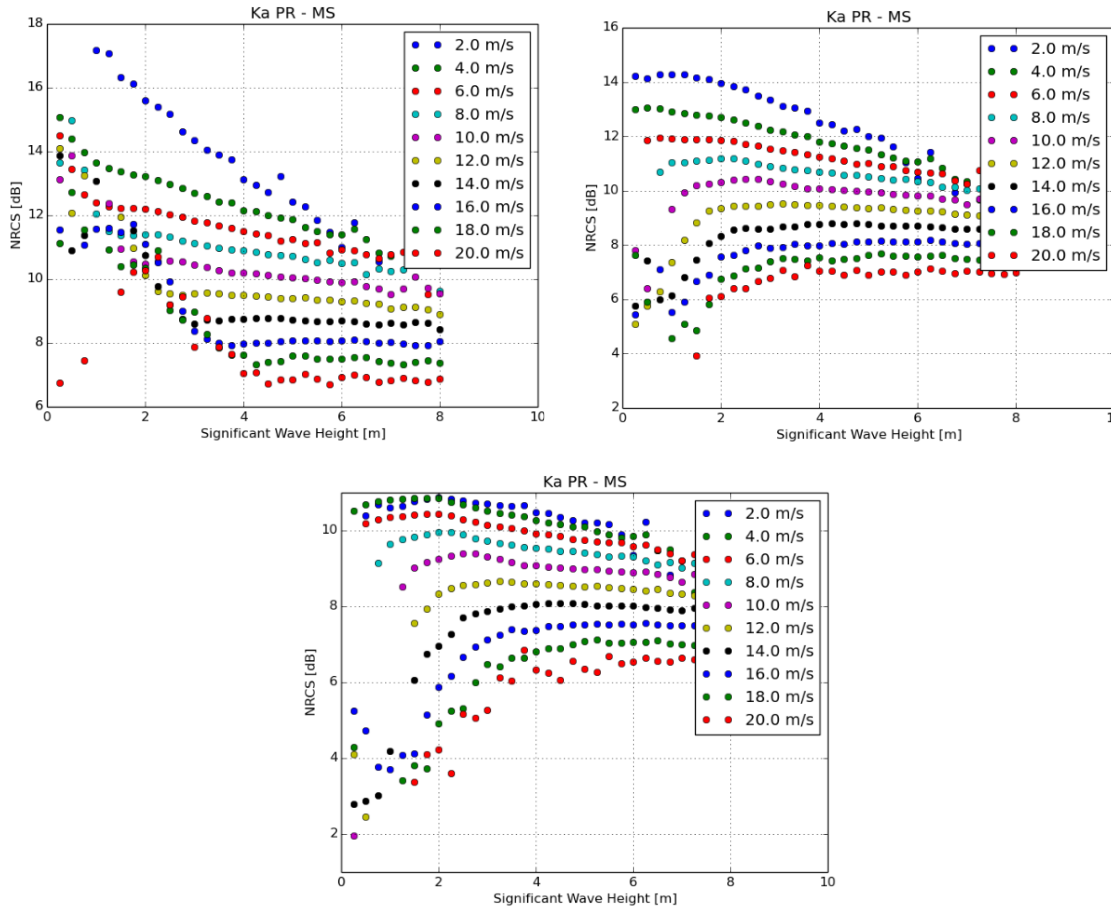 Ka PR - MS
18
16
14
12
10
8
6
0
2
4
6
8
10
NRCS [dB]
Significant Wave Height [m]
2.0 m/s
4.0 m/s
6.0 m/s
8.0 m/s
10.0 m/s
12.0 m/s
14.0 m/s
16.0 m/s
18.0 m/s
20.0 m/s
Ka PR - MS
16
14
12
10
8
6
4
2
0
2
4
6
8
1
NRCS [dB]
Significant Wave Height [m]
2.0 m/s
4.0 m/s
6.0 m/s
8.0 m/s
10.0 m/s
12.0 m/s
14.0 m/s
16.0 m/s
18.0 m/s
20.0 m/s
Ka PR - MS
10
8
6
4
2
0
2
4
6
8
10
NRCS [dB]
Significant Wave Height [m]
2.0 m/s
4.0 m/s
6.0 m/s
8.0 m/s
10.0 m/s
12.0 m/s
14.0 m/s
16.0 m/s
18.0 m/s
20.0 m/s